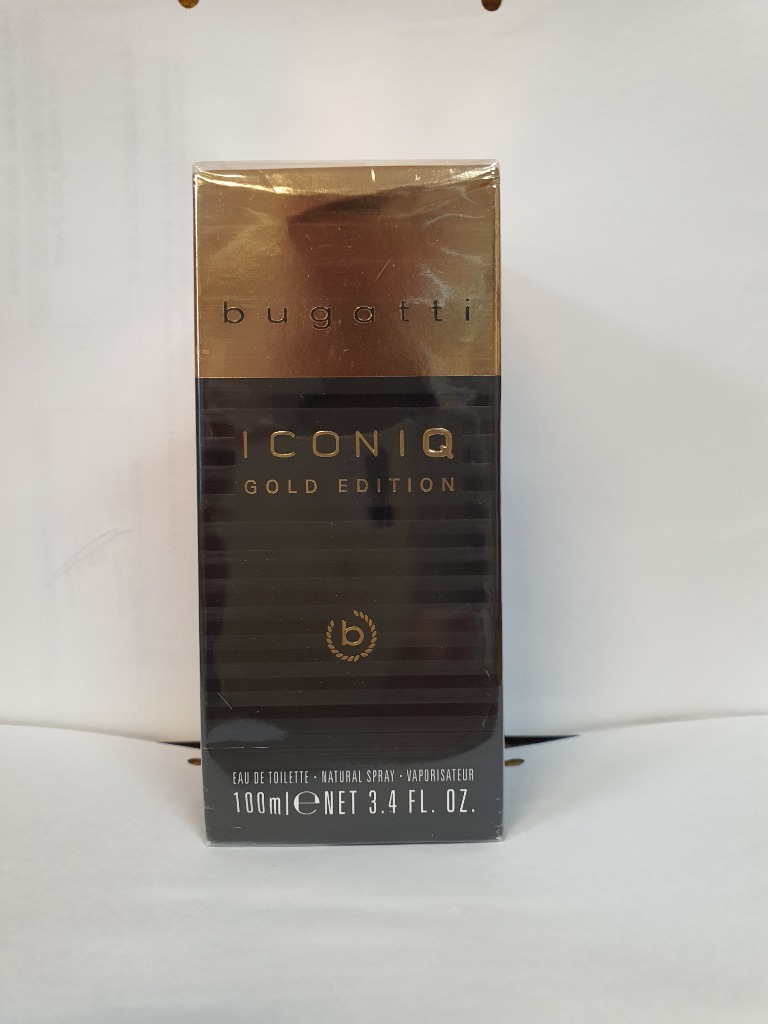 bugatti
ICONIQ
GOLD EDITION
b
EAU DE TOILETTE · NATURAL SPRAY · VAPORISATEUR
100ml ℮ NET 3.4 FL. OZ.